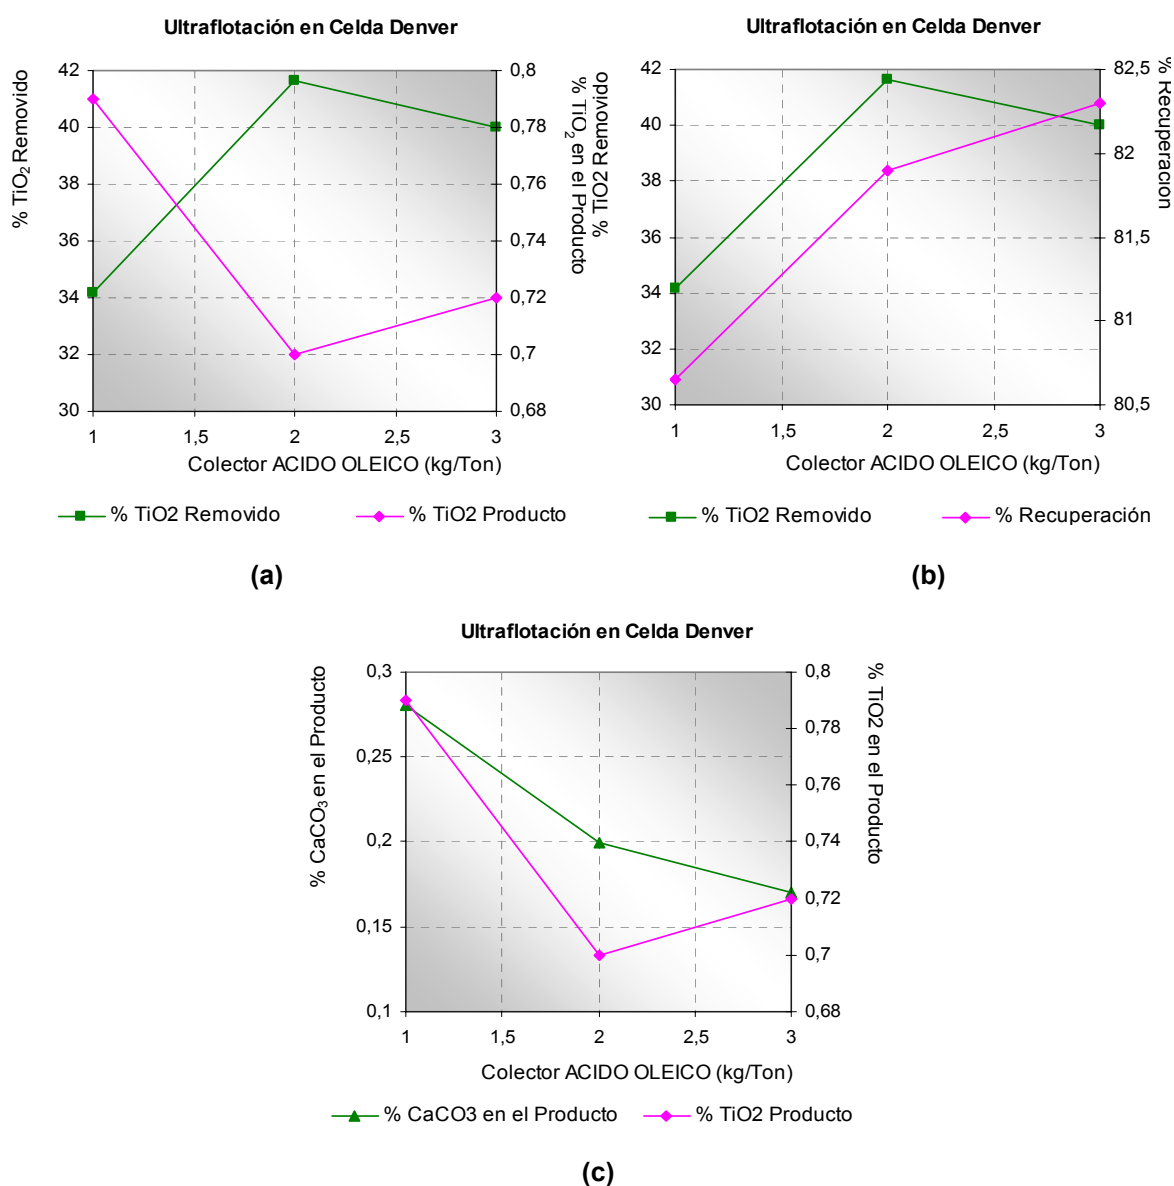 Ultraflotación en Celda Denver
% TiO2 Removido
42
40
38
36
34
32
30
0,8
0,78
0,76
0,74
0,72
0,7
0,68
% TiO2 en el Producto
1
1,5
2
2,5
3
Colector ACIDO OLEICO (kg/Ton)
% TiO2 Removido
% TiO2 Producto
(a)
Ultraflotación en Celda Denver
% TiO2 Removido
42
40
38
36
34
32
30
82,5
82
81,5
81
80,5
% Recuperación
1
1,5
2
2,5
3
Colector ACIDO OLEICO (kg/Ton)
% TiO2 Removido
% Recuperación
(b)
Ultraflotación en Celda Denver
% CaCO3 en el Producto
0,3
0,25
0,2
0,15
0,1
0,8
0,78
0,76
0,74
0,72
0,7
0,68
% TiO2 en el Producto
1
1,5
2
2,5
3
Colector ACIDO OLEICO (kg/Ton)
% CaCO3 en el Producto
% TiO2 Producto
(c)